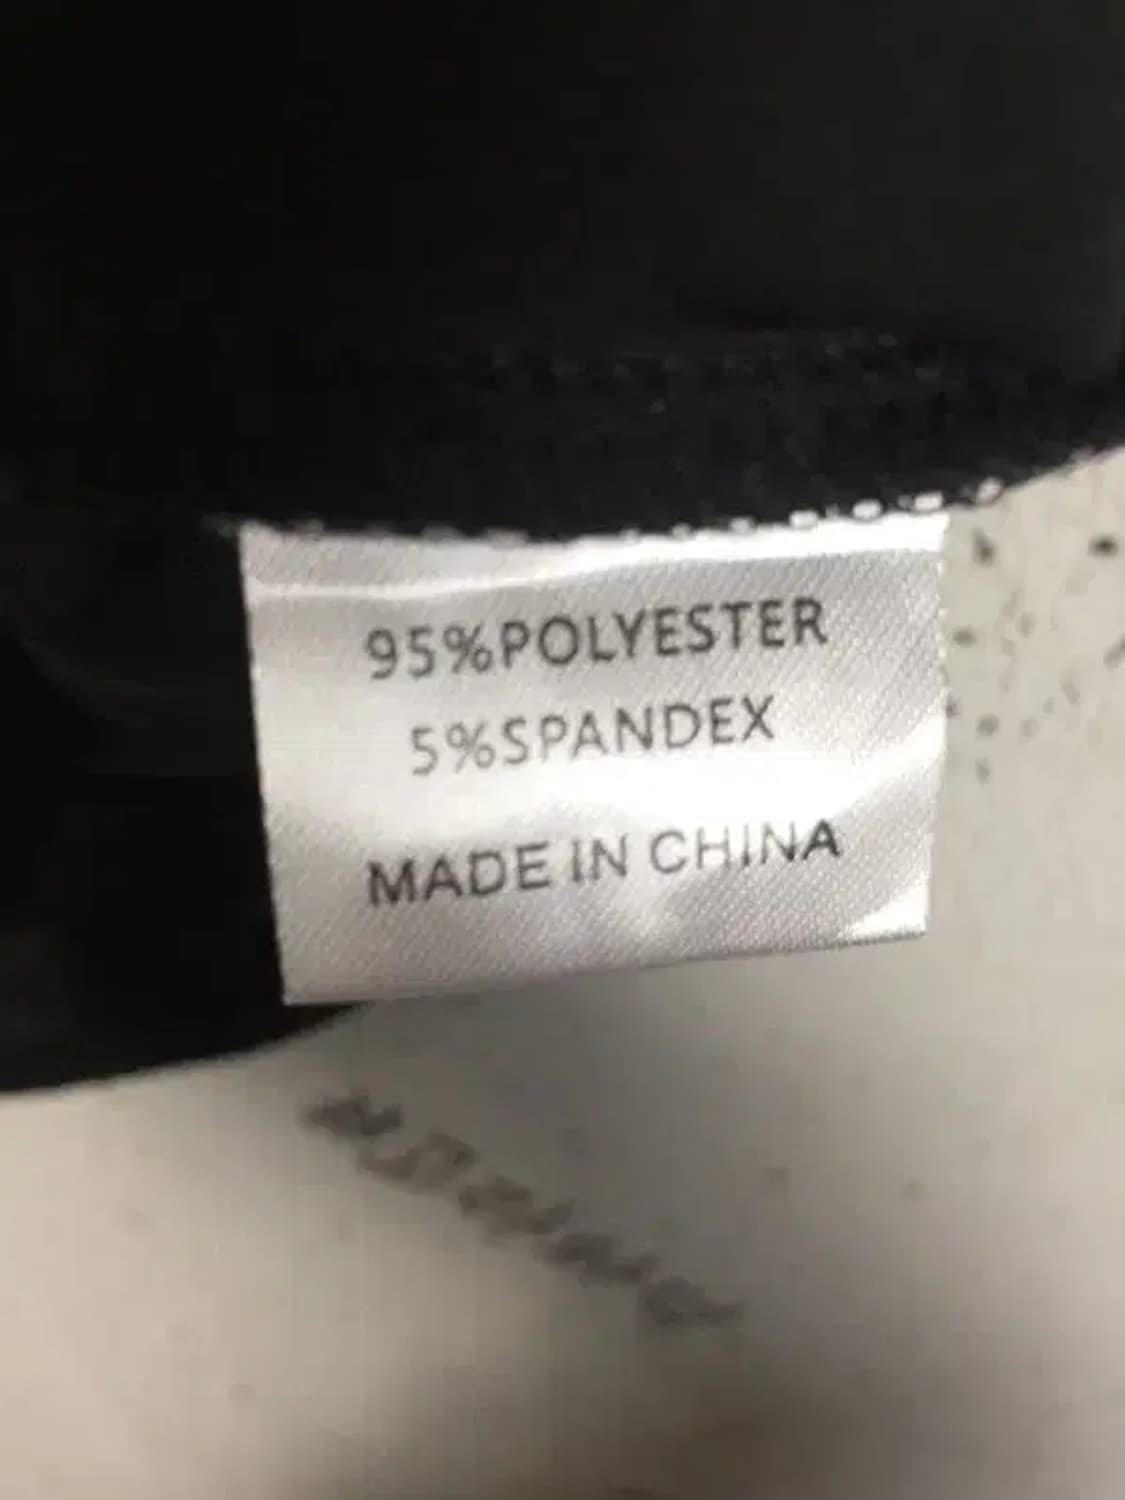 95%POLYESTER
5%SPANDEX
MADE IN CHINA